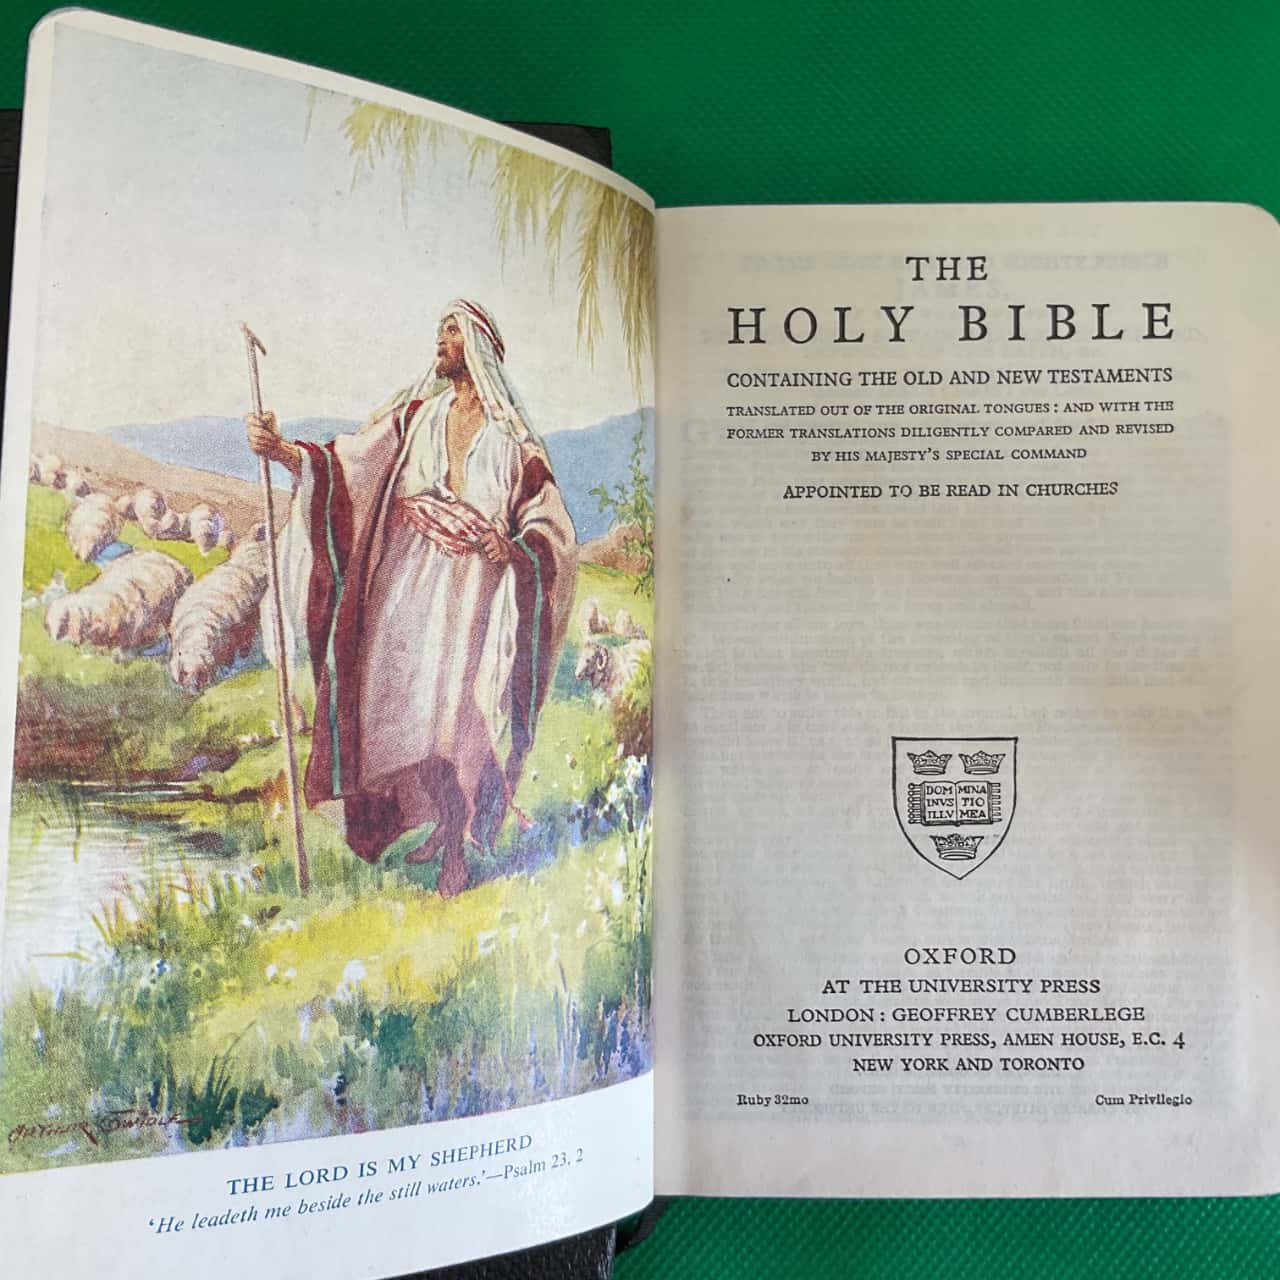 ARTHUR TWIDLE
THE LORD IS MY SHEPHERD
‘He leadeth me beside the still waters.’—Psalm 23. 2
THE
HOLY BIBLE
CONTAINING THE OLD AND NEW TESTAMENTS
TRANSLATED OUT OF THE ORIGINAL TONGUES : AND WITH THE
FORMER TRANSLATIONS DILIGENTLY COMPARED AND REVISED
BY HIS MAJESTY'S SPECIAL COMMAND
APPOINTED TO BE READ IN CHURCHES
DOM MINA
INVS TIO
ILLV MEA
OXFORD
AT THE UNIVERSITY PRESS
LONDON : GEOFFREY CUMBERLEGE
OXFORD UNIVERSITY PRESS, AMEN HOUSE, E.C. 4
NEW YORK AND TORONTO
Ruby 32mo Cum Privilegio